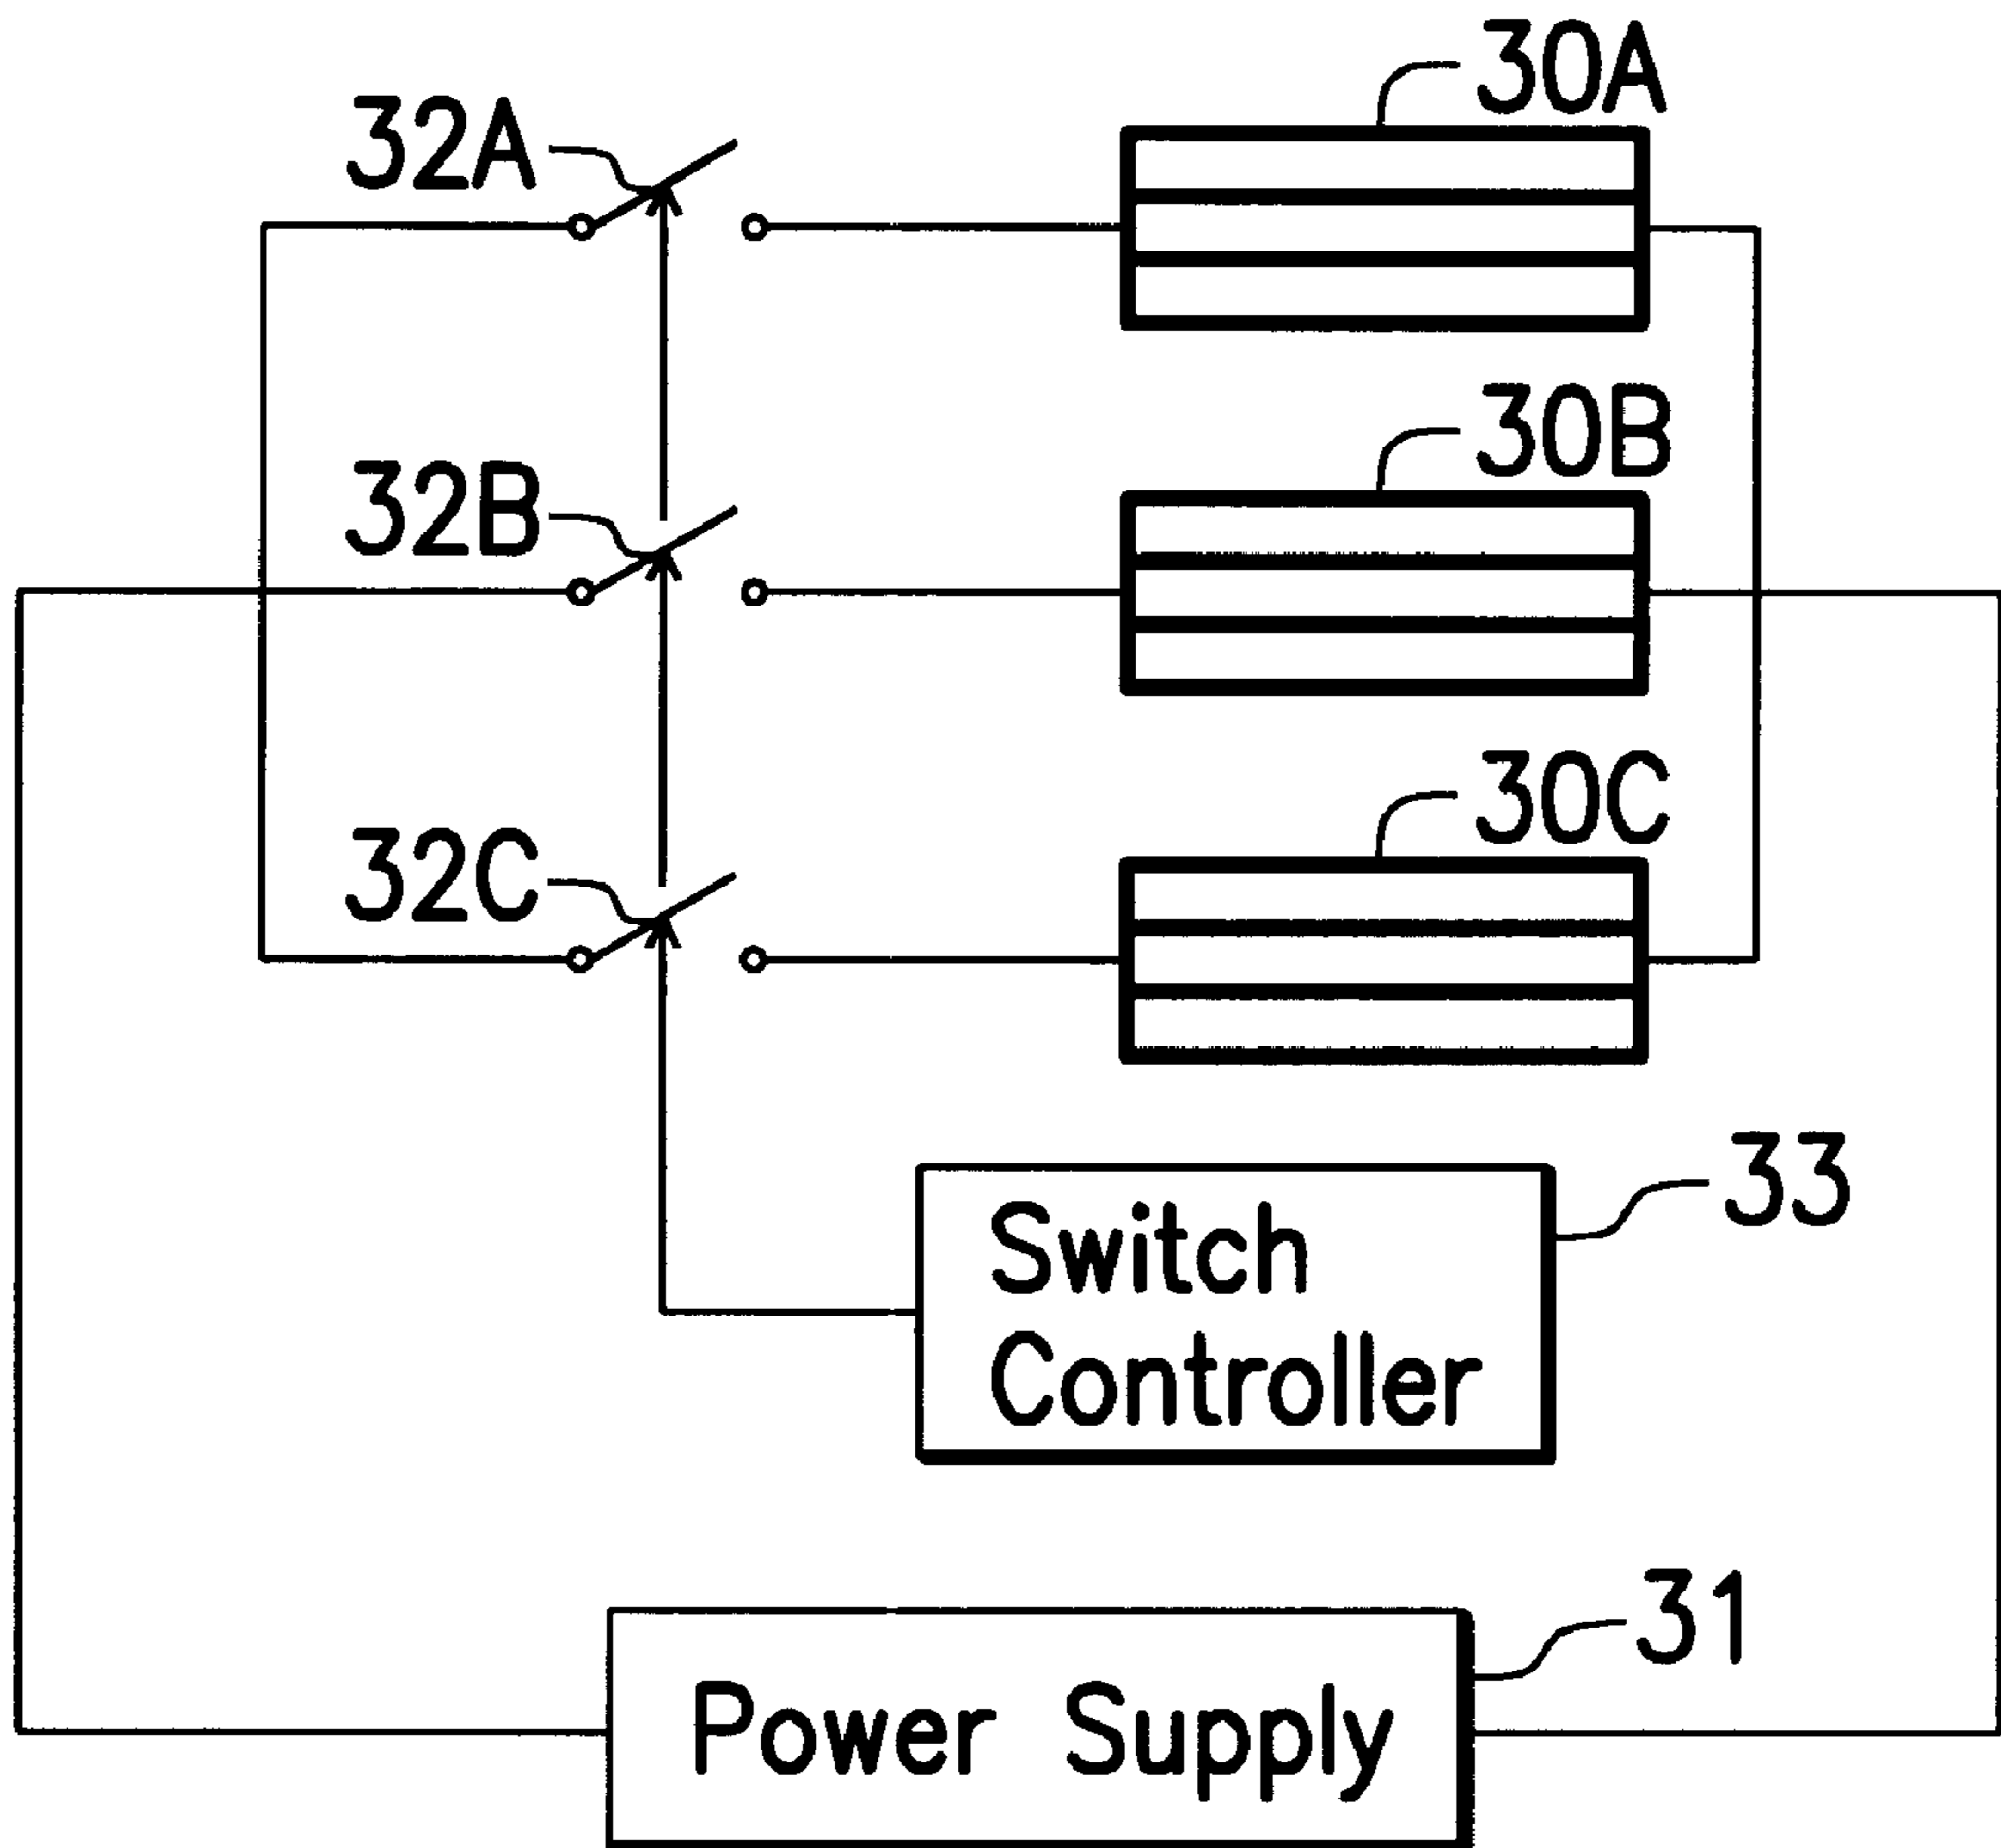 30A
32A
30B
32B
30C
32C
33
Switch
Controller
31
Power Supply